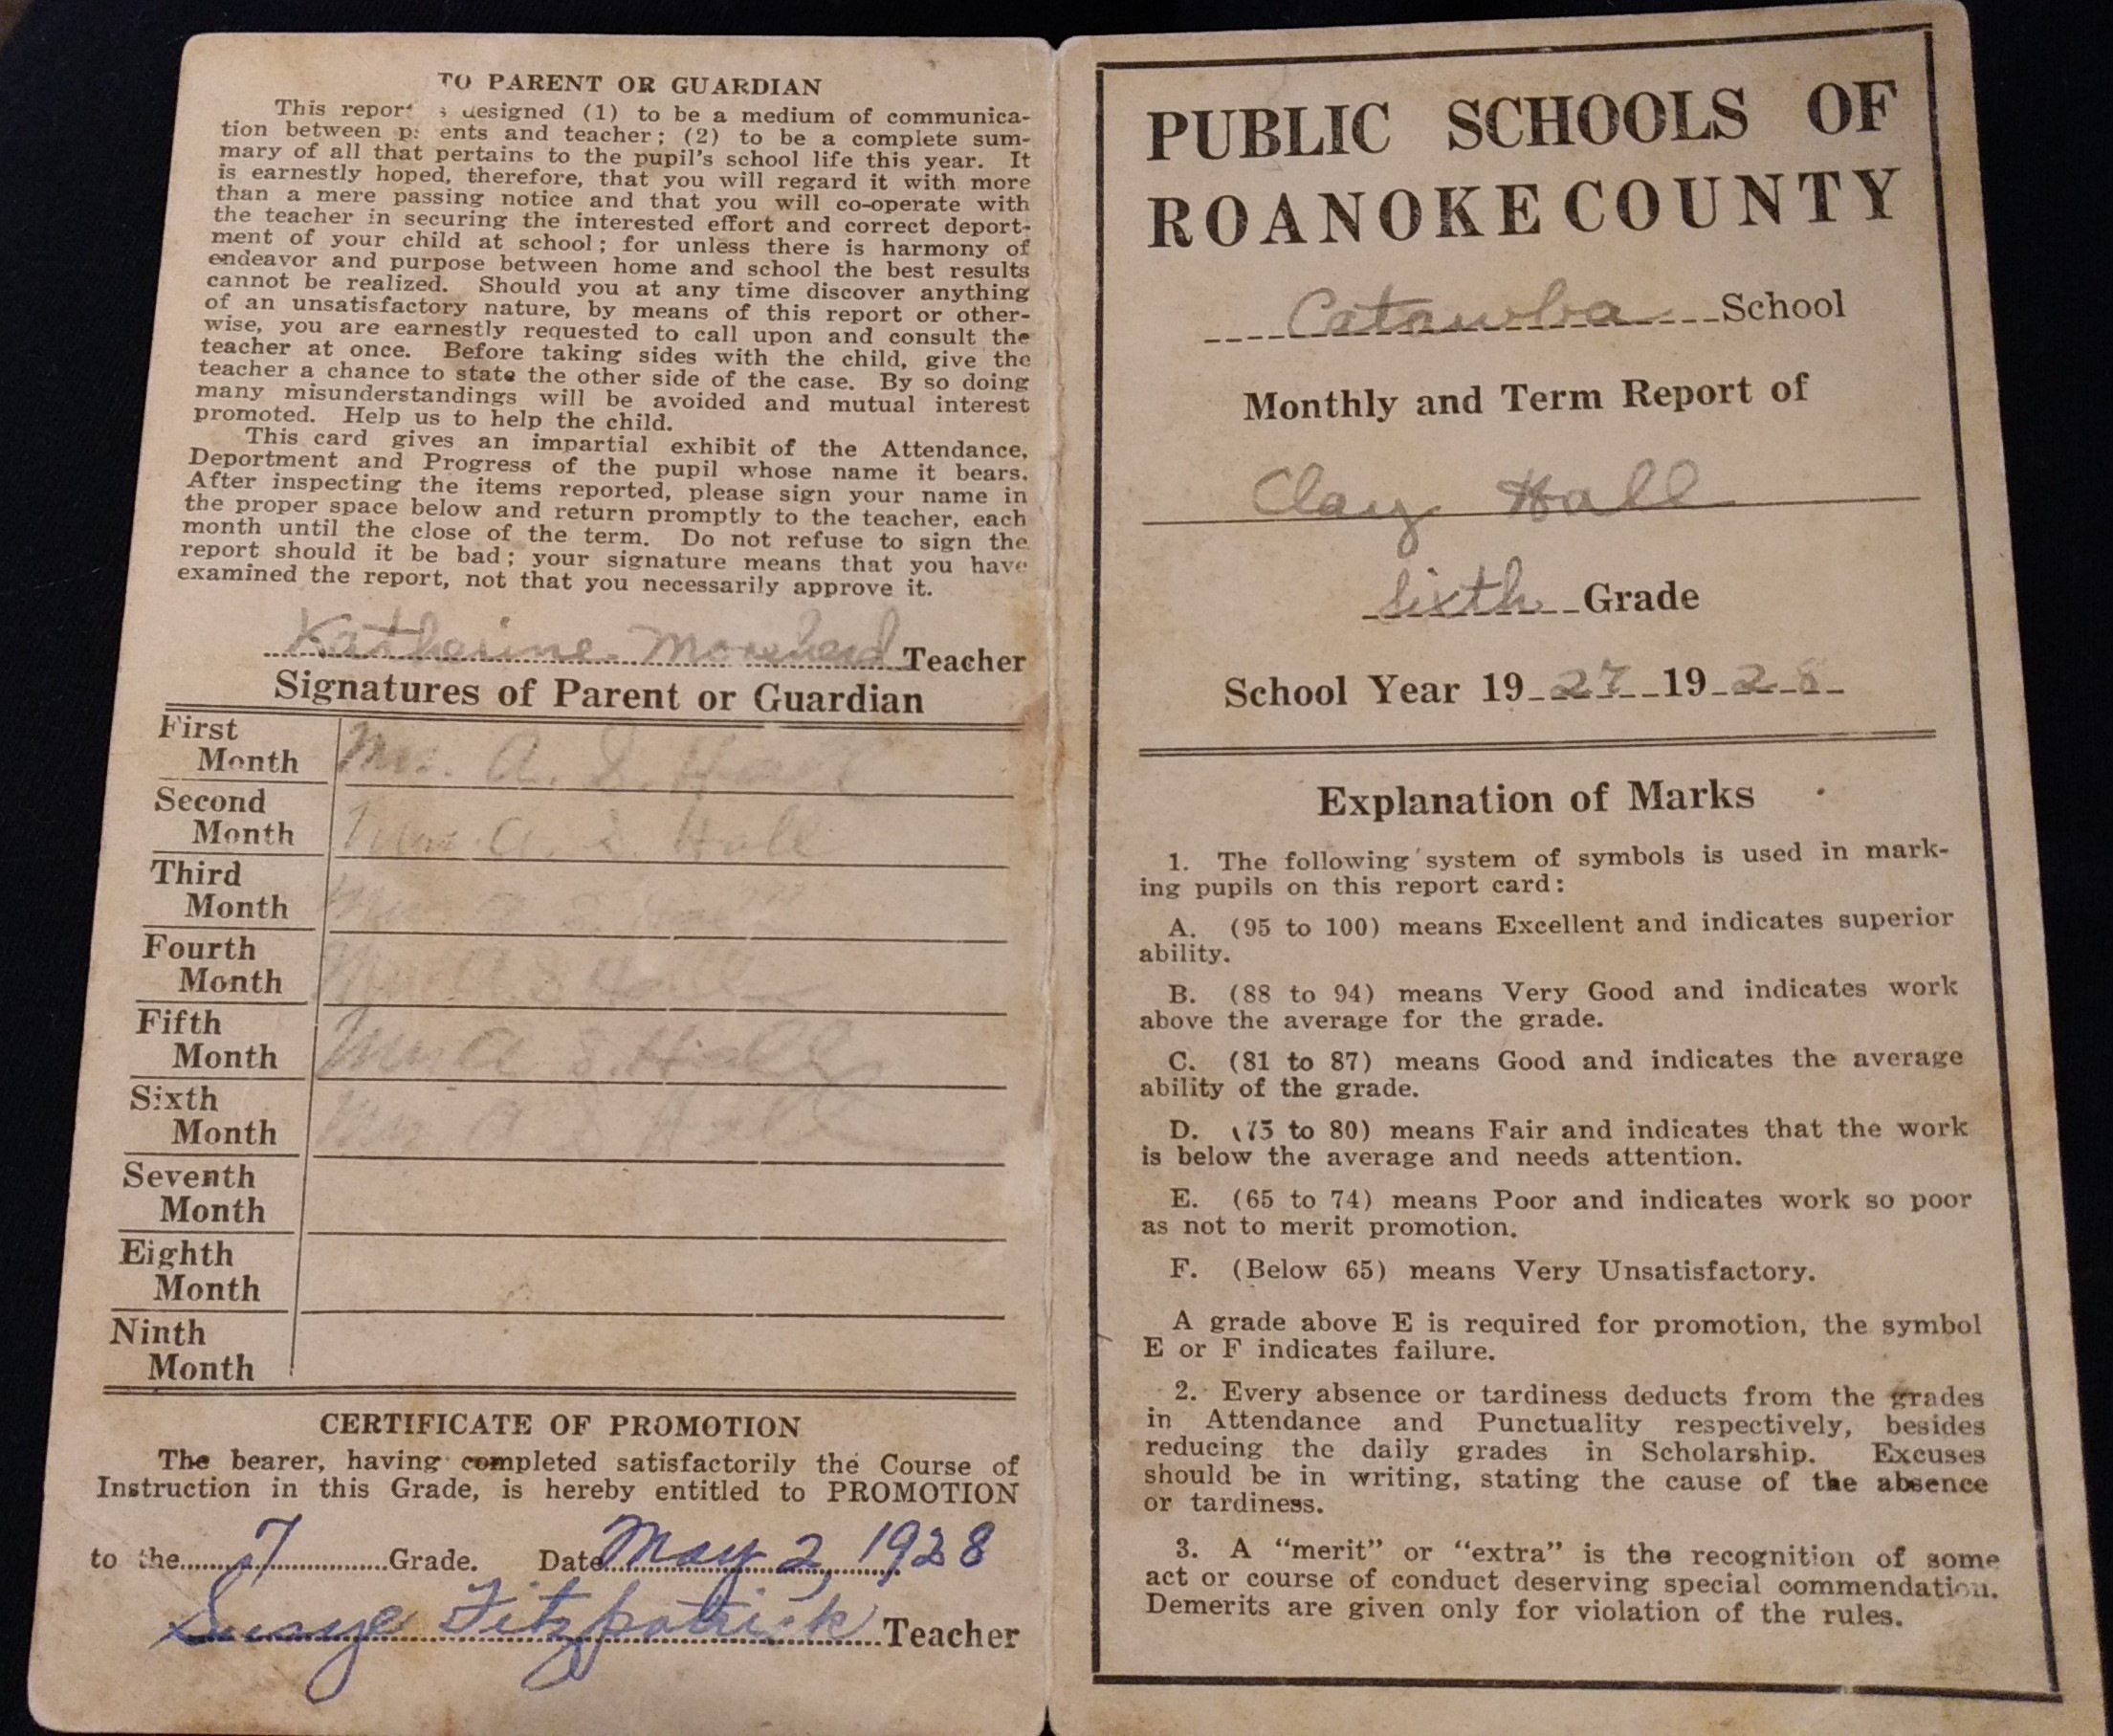 TO PARENT OR GUARDIAN
This report s designed (1) to be a medium of communica-
tion between p ents and teacher; (2) to be a complete sum-
mary of all that pertains to the pupil's school life this year. It
is earnestly hoped, therefore, that you will regard it with more
than a mere passing notice and that you will co-operate with
the teacher in securing the interested effort and correct deport-
ment of your child at school; for unless there is harmony of
endeavor and purpose between home and school the best results
cannot be realized. Should you at any time discover anything
of an unsatisfactory nature, by means of this report or other-
wise, you are earnestly requested to call upon and consult the
teacher at once. Before taking sides with the child, give the
teacher a chance to state the other side of the case. By so doing
many misunderstandings will be avoided and mutual interest
promoted. Help us to help the child.
This card gives an impartial exhibit of the Attendance,
Department and Progress of the pupil whose name it bears.
After inspecting the items reported, please sign your name in
the proper space below and return promptly to the teacher, each
month until the close of the term. Do not refuse to sign the
report should it be bad; your signature means that you have
examined the report, not that you necessarily approve it.
Katherine Morehead Teacher
Signatures of Parent or Guardian
First Month Mrs. A. S. Hall
Second Month Mrs. A. S. Hall
Third Month Mrs. A. S. Hall
Fourth Month Mrs A S Hall
Fifth Month Mrs A S. Hall
Sixth Month Mrs A S Hall
Seventh Month
Eighth Month
Ninth Month
CERTIFICATE OF PROMOTION
The bearer, having completed satisfactorily the Course of
Instruction in this Grade, is hereby entitled to PROMOTION
to the 7 Grade. Date May 2, 1928
Susye Fitzpatrick Teacher
PUBLIC SCHOOLS OF
ROANOKE COUNTY
Catawba School
Monthly and Term Report of
Clay Hall
Sixth Grade
School Year 19 27 19 28
Explanation of Marks
1. The following system of symbols is used in mark-
ing pupils on this report card:
A. (95 to 100) means Excellent and indicates superior
ability.
B. (88 to 94) means Very Good and indicates work
above the average for the grade.
C. (81 to 87) means Good and indicates the average
ability of the grade.
D. (75 to 80) means Fair and indicates that the work
is below the average and needs attention.
E. (65 to 74) means Poor and indicates work so poor
as not to merit promotion.
F. (Below 65) means Very Unsatisfactory.
A grade above E is required for promotion, the symbol
E or F indicates failure.
2. Every absence or tardiness deducts from the grades
in Attendance and Punctuality respectively, besides
reducing the daily grades in Scholarship. Excuses
should be in writing, stating the cause of the absence
or tardiness.
3. A "merit" or "extra" is the recognition of some
act or course of conduct deserving special commendation.
Demerits are given only for violation of the rules.